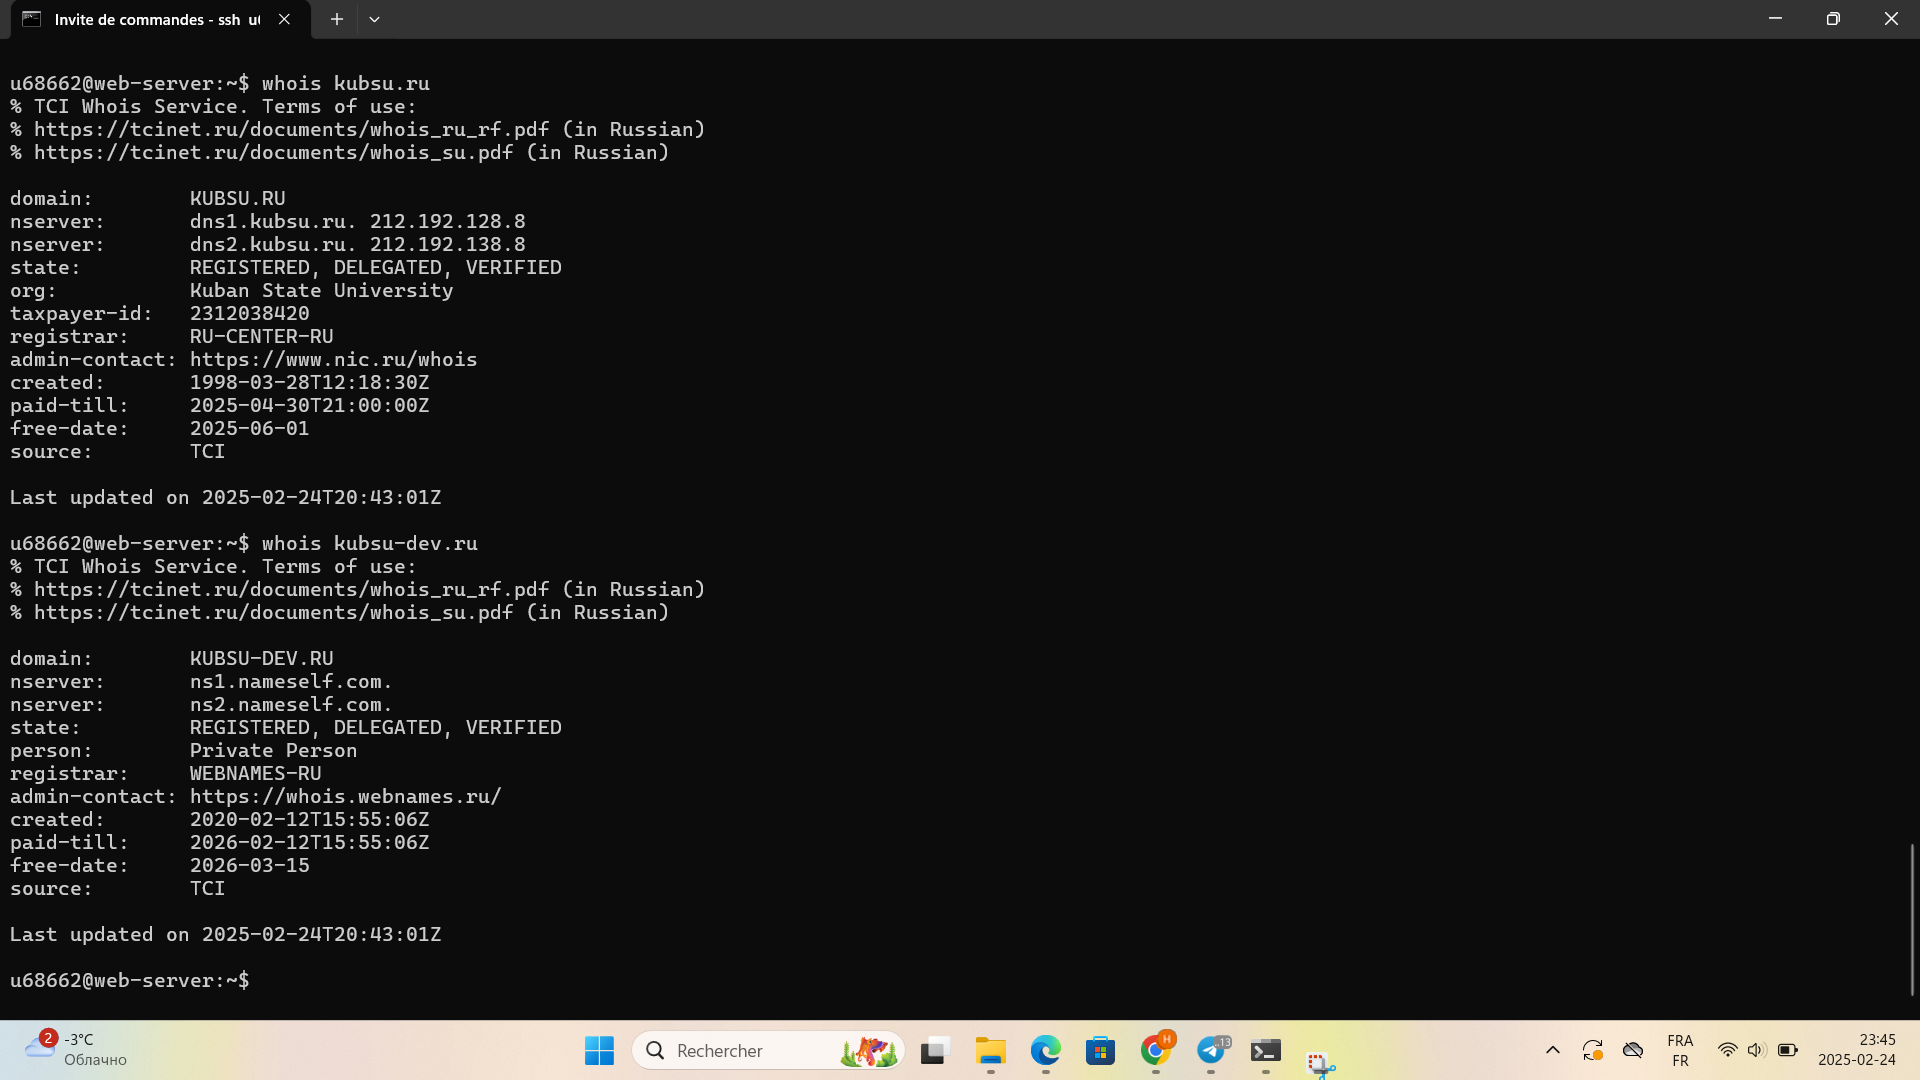 Invite de commandes - ssh u6
u68662@web-server:~$ whois kubsu.ru
% TCI Whois Service. Terms of use:
% https://tcinet.ru/documents/whois_ru_rf.pdf (in Russian)
% https://tcinet.ru/documents/whois_su.pdf (in Russian)
domain: KUBSU.RU
nserver: dns1.kubsu.ru. 212.192.128.8
nserver: dns2.kubsu.ru. 212.192.138.8
state: REGISTERED, DELEGATED, VERIFIED
org: Kuban State University
taxpayer-id: 2312038420
registrar: RU-CENTER-RU
admin-contact: https://www.nic.ru/whois
created: 1998-03-28T12:18:30Z
paid-till: 2025-04-30T21:00:00Z
free-date: 2025-06-01
source: TCI
Last updated on 2025-02-24T20:43:01Z
u68662@web-server:~$ whois kubsu-dev.ru
% TCI Whois Service. Terms of use:
% https://tcinet.ru/documents/whois_ru_rf.pdf (in Russian)
% https://tcinet.ru/documents/whois_su.pdf (in Russian)
domain: KUBSU-DEV.RU
nserver: ns1.nameself.com.
nserver: ns2.nameself.com.
state: REGISTERED, DELEGATED, VERIFIED
person: Private Person
registrar: WEBNAMES-RU
admin-contact: https://whois.webnames.ru/
created: 2020-02-12T15:55:06Z
paid-till: 2026-02-12T15:55:06Z
free-date: 2026-03-15
source: TCI
Last updated on 2025-02-24T20:43:01Z
u68662@web-server:~$
2
-3°C
Облачно
Rechercher
H
..13
FRA
FR
23:45
2025-02-24